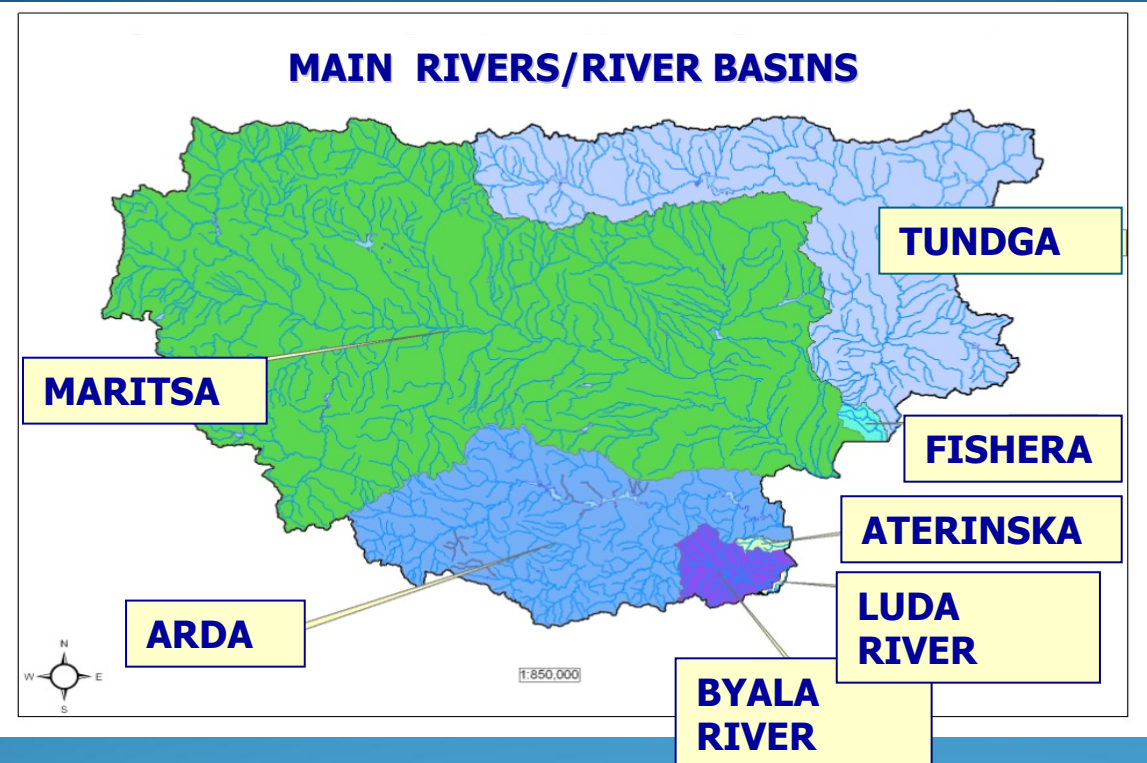 MAIN RIVERS/RIVER BASINS
TUNDGA
MARITSA
FISHERA
ATERINSKA
LUDA
RIVER
ARDA
BYALA
RIVER
N
W E
S
1:850,000